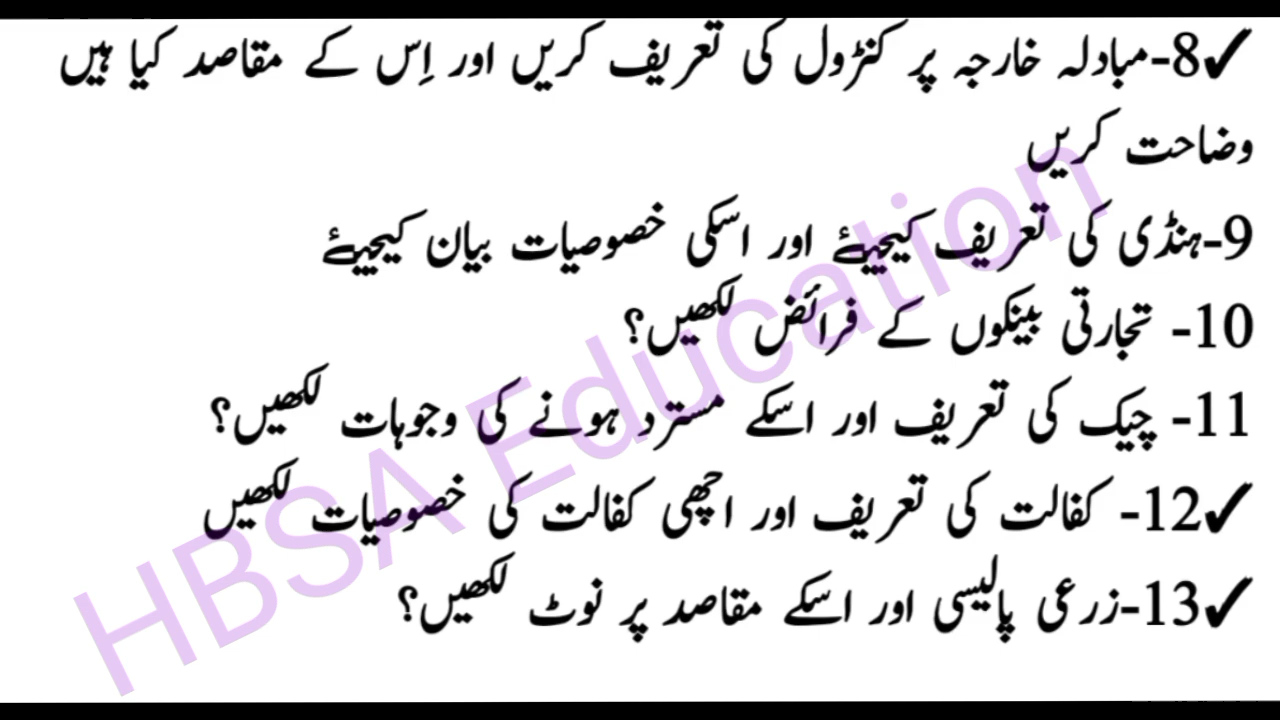 ✔8-مبادلہ خارجہ پر کنٹرول کی تعریف کریں اور اِس کے مقاصد کیا ہیں
وضاحت کریں
9-ہنڈی کی تعریف کیجیئے اور اسکی خصوصیات بیان کیجیئے
10- تجارتی بینکوں کے فرائض لکھیں؟
11- چیک کی تعریف اور اسکے مسترد ہونے کی وجوہات لکھیں؟
✔12- کفالت کی تعریف اور اچھی کفالت کی خصوصیات لکھیں
✔13-زرعی پالیسی اور اسکے مقاصد پر نوٹ لکھیں؟
HBSA Education